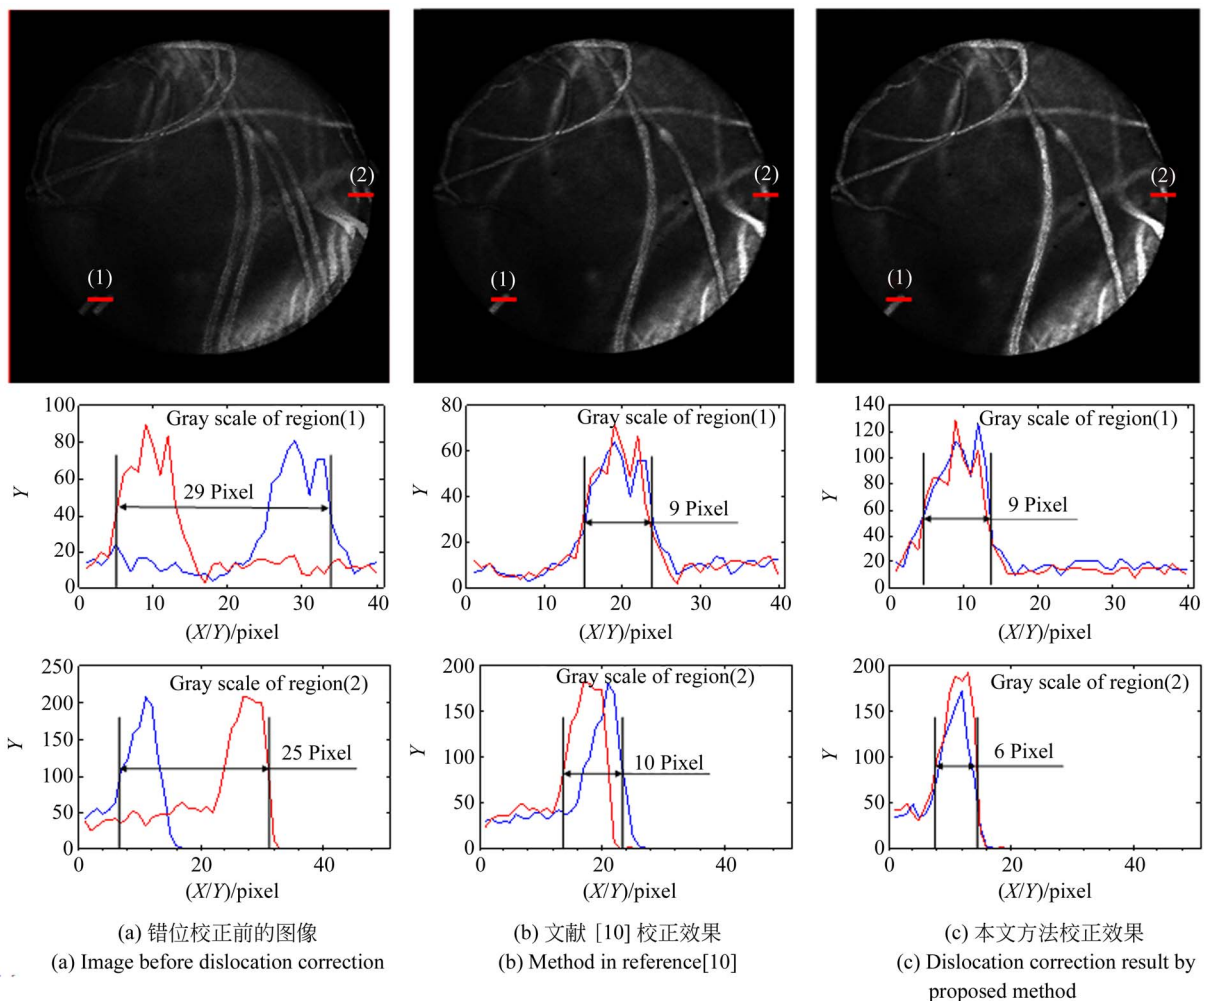 (2)
(1)
(2)
(1)
(2)
(1)
100
80
60
40
20
0
Y
Gray scale of region(1)
29 Pixel
0
10
20
30
40
(X/Y)/pixel
80
60
40
20
0
Y
Gray scale of region(1)
9 Pixel
0
10
20
30
40
(X/Y)/pixel
140
120
100
80
60
40
20
0
Y
Gray scale of region(1)
9 Pixel
0
10
20
30
40
(X/Y)/pixel
250
200
150
100
50
0
Y
Gray scale of region(2)
25 Pixel
0
20
40
(X/Y)/pixel
200
150
100
50
0
Y
Gray scale of region(2)
10 Pixel
0
20
40
(X/Y)/pixel
200
150
100
50
0
Y
Gray scale of region(2)
6 Pixel
0
20
40
(X/Y)/pixel
(a) 错位校正前的图像
(a) Image before dislocation correction
(b) 文献 [10] 校正效果
(b) Method in reference[10]
(c) 本文方法校正效果
(c) Dislocation correction result by
proposed method